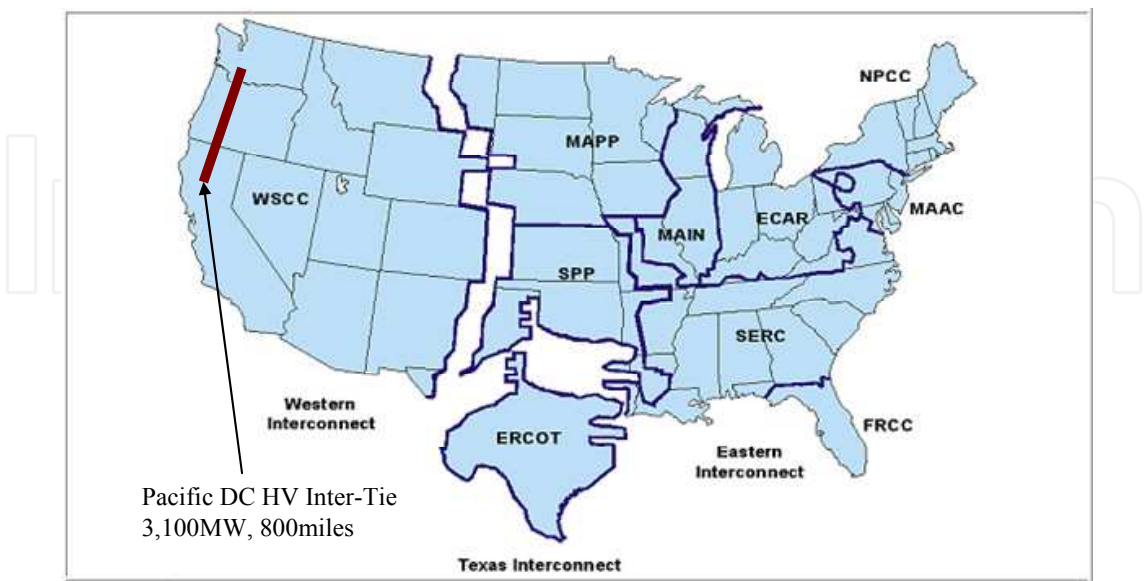 NPCC
MAPP
WSCC
MAAC
ECAR
MAIN
SPP
SERC
Western
Interconnect
FRCC
ERCOT
Eastern
Interconnect
Pacific DC HV Inter-Tie
3,100MW, 800miles
Texas Interconnect